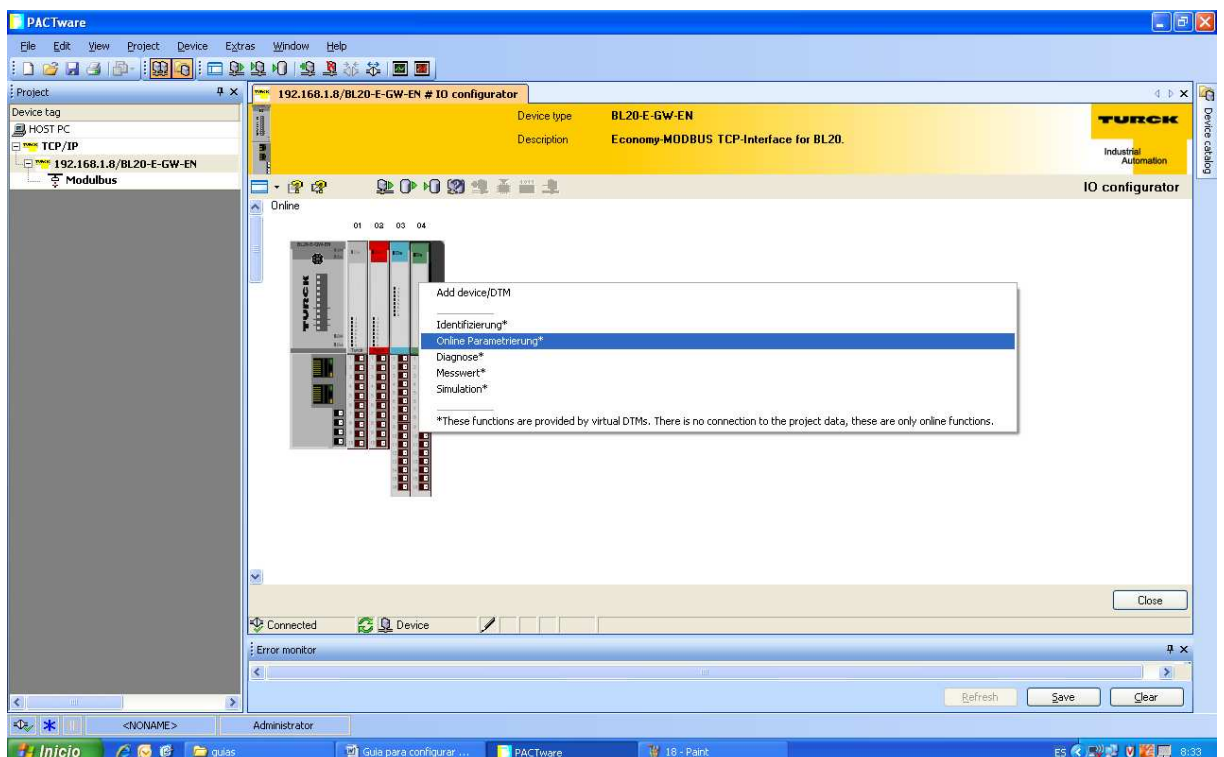 PACTware
File Edit View Project Device Extras Window Help
Project
192.168.1.8/BL20-E-GW-EN # IO configurator
Device tag
HOST PC
TCP/IP
192.168.1.8/BL20-E-GW-EN
Modulbus
Device type BL20-E-GW-EN
Description Economy-MODBUS TCP-Interface for BL20.
TURCK
Industrial
Automation
Device catalog
IO configurator
Online
01 02 03 04
BL20-E-GW-EN
TURCK
Add device/DTM
Identifizierung*
Online Parametrierung*
Diagnose*
Messwert*
Simulation*
*These functions are provided by virtual DTMs. There is no connection to the project data, these are only online functions.
Close
Connected Device
Error monitor
Refresh Save Clear
<NONAME> Administrator
Inicio guias Guia para configurar ... PACTware 18 - Paint ES 8:33